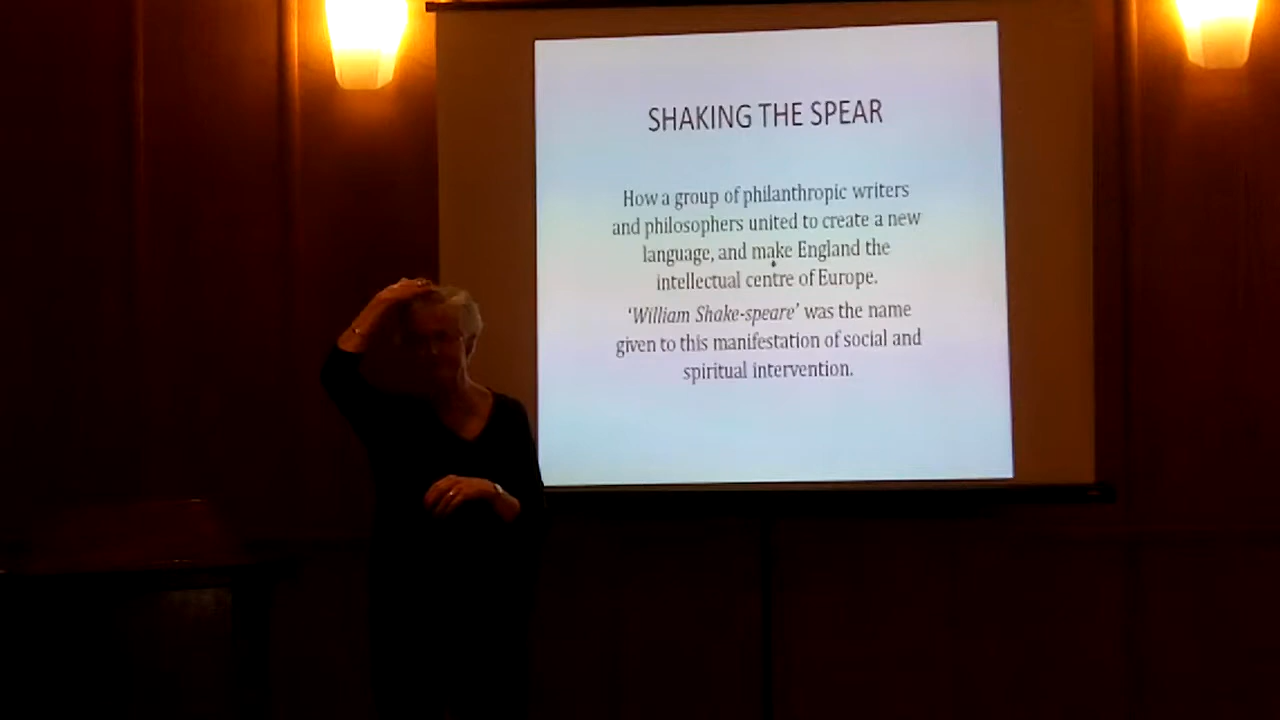 SHAKING THE SPEAR
How a group of philanthropic writers
and philosophers united to create a new
language, and make England the
intellectual centre of Europe.
‘William Shake-speare’ was the name
given to this manifestation of social and
spiritual intervention.